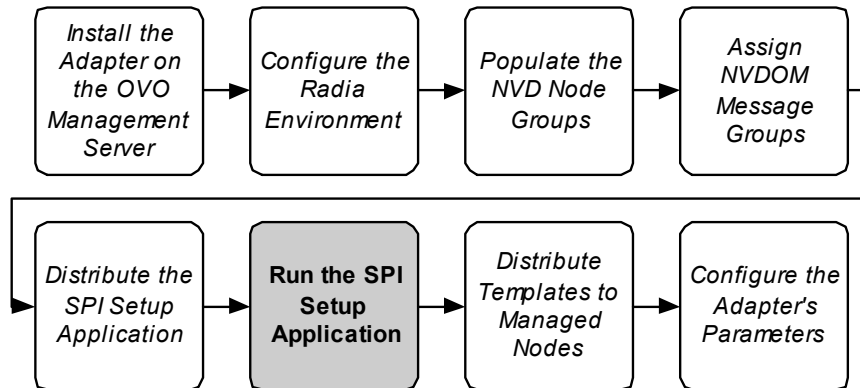 Install the
Adapter on
the OVO
Management
Server
Configure the
Radia
Environment
Populate the
NVD Node
Groups
Assign
NVDOM
Message
Groups
Distribute the
SPI Setup
Application
Run the SPI
Setup
Application
Distribute
Templates to
Managed
Nodes
Configure the
Adapter's
Parameters